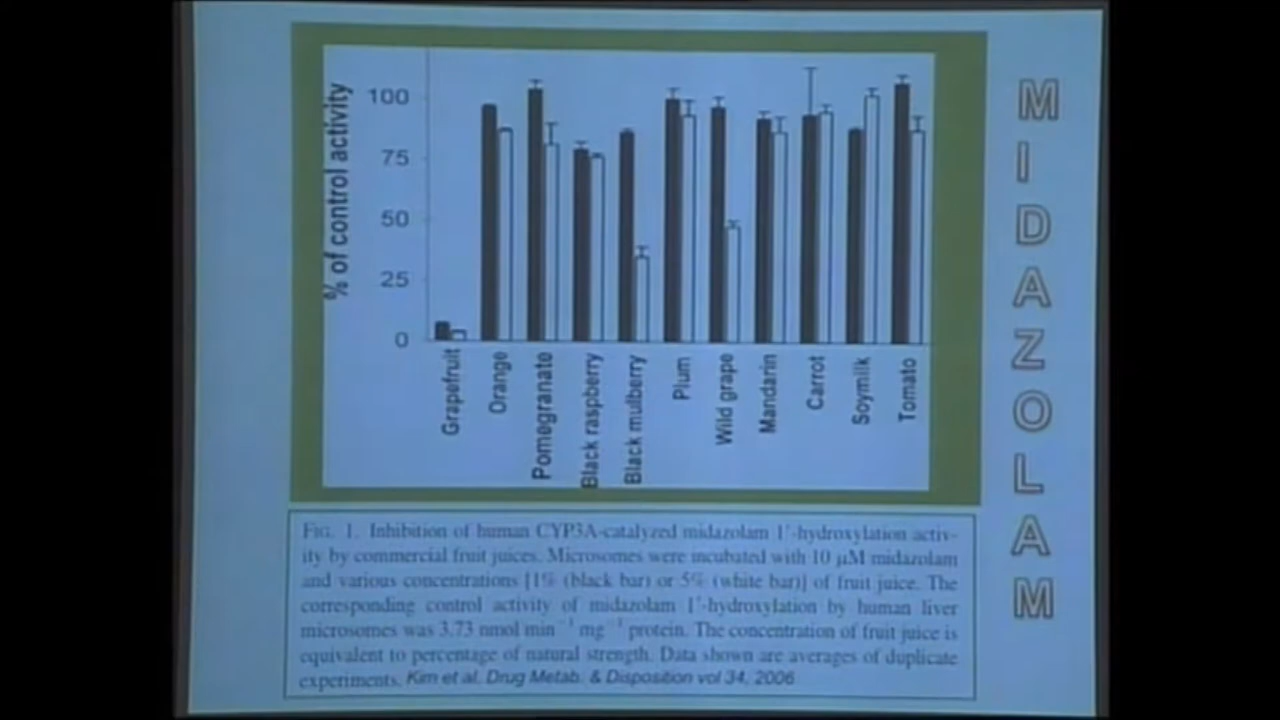 % of control activity
100
75
50
25
0
Grapefruit
Orange
Pomegranate
Black raspberry
Black mulberry
Plum
Wild grape
Mandarin
Carrot
Soymilk
Tomato
FIG. 1. Inhibition of human CYP3A-catalyzed midazolam 1'-hydroxylation activ-
ity by commercial fruit juices. Microsomes were incubated with 10 μM midazolam
and various concentrations [1% (black bar) or 5% (white bar)] of fruit juice. The
corresponding control activity of midazolam 1'-hydroxylation by human liver
microsomes was 3.73 nmol min⁻¹ mg⁻¹ protein. The concentration of fruit juice is
equivalent to percentage of natural strength. Data shown are averages of duplicate
experiments. Kim et al, Drug Metab. & Disposition vol 34, 2006
MIDAZOLAM